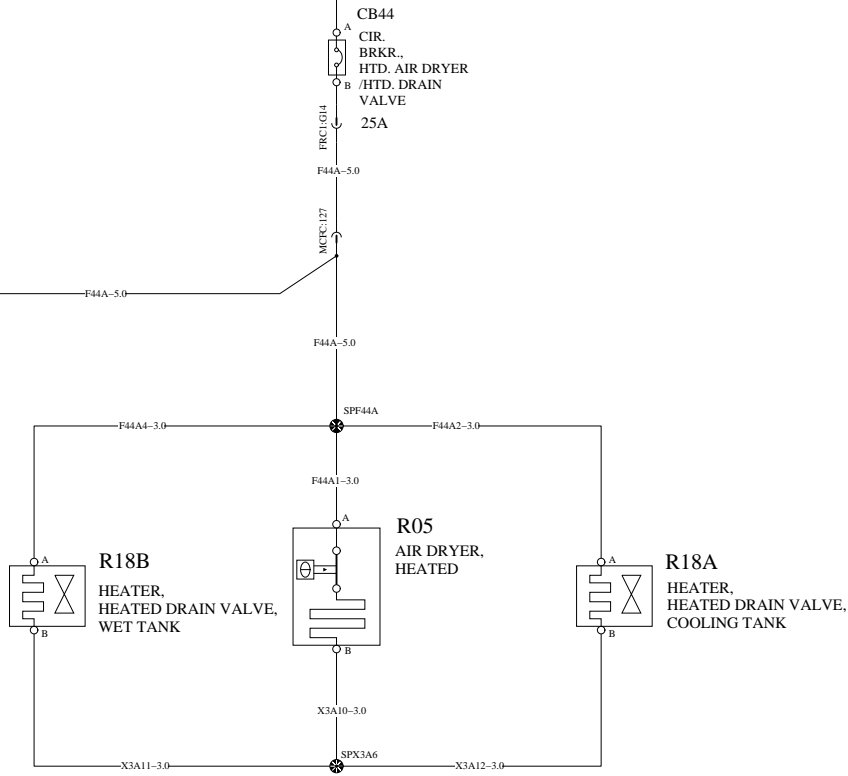 CB44
A
CIR.
BRKR.,
HTD. AIR DRYER
/HTD. DRAIN
B
VALVE
25A
FRC1:G14
F44A–5.0
MCFC:127
F44A–5.0
F44A–5.0
SPF44A
F44A4–3.0
F44A2–3.0
F44A1–3.0
A
R05
AIR DRYER,
HEATED
B
A
R18B
HEATER,
HEATED DRAIN VALVE,
WET TANK
B
A
R18A
HEATER,
HEATED DRAIN VALVE,
COOLING TANK
B
X3A10–3.0
SPX3A6
X3A11–3.0
X3A12–3.0